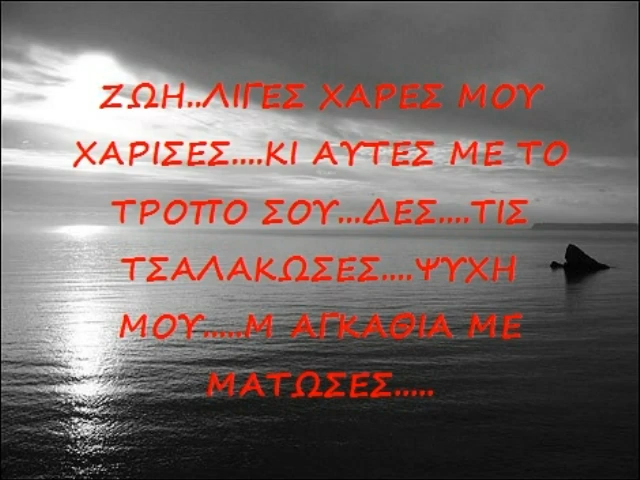 ΖΩΗ..ΛΙΓΕΣ ΧΑΡΕΣ ΜΟΥ
ΧΑΡΙΣΕΣ....ΚΙ ΑΥΤΕΣ ΜΕ ΤΟ
ΤΡΟΠΟ ΣΟΥ...ΔΕΣ....ΤΙΣ
ΤΣΑΛΑΚΩΣΕΣ....ΨΥΧΗ
ΜΟΥ.....Μ ΑΓΚΑΘΙΑ ΜΕ
ΜΑΤΩΣΕΣ.....